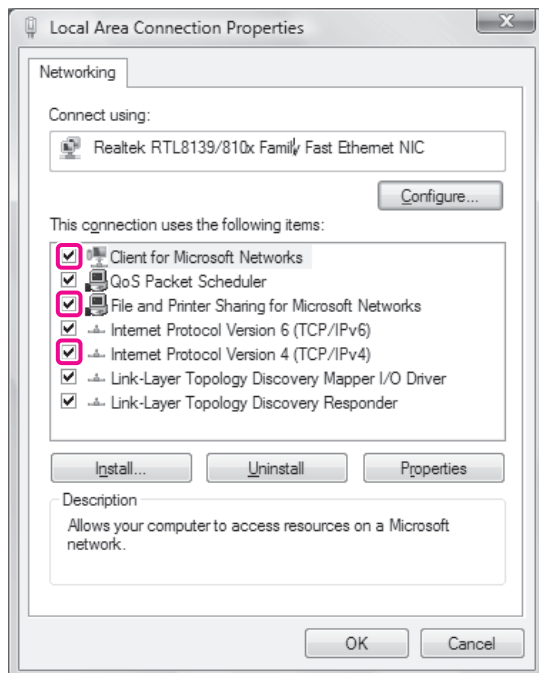 Local Area Connection Properties
Networking
Connect using:
Realtek RTL8139/810x Family Fast Ethernet NIC
Configure...
This connection uses the following items:
Client for Microsoft Networks
QoS Packet Scheduler
File and Printer Sharing for Microsoft Networks
Internet Protocol Version 6 (TCP/IPv6)
Internet Protocol Version 4 (TCP/IPv4)
Link-Layer Topology Discovery Mapper I/O Driver
Link-Layer Topology Discovery Responder
Install... Uninstall Properties
Description
Allows your computer to access resources on a Microsoft
network.
OK Cancel